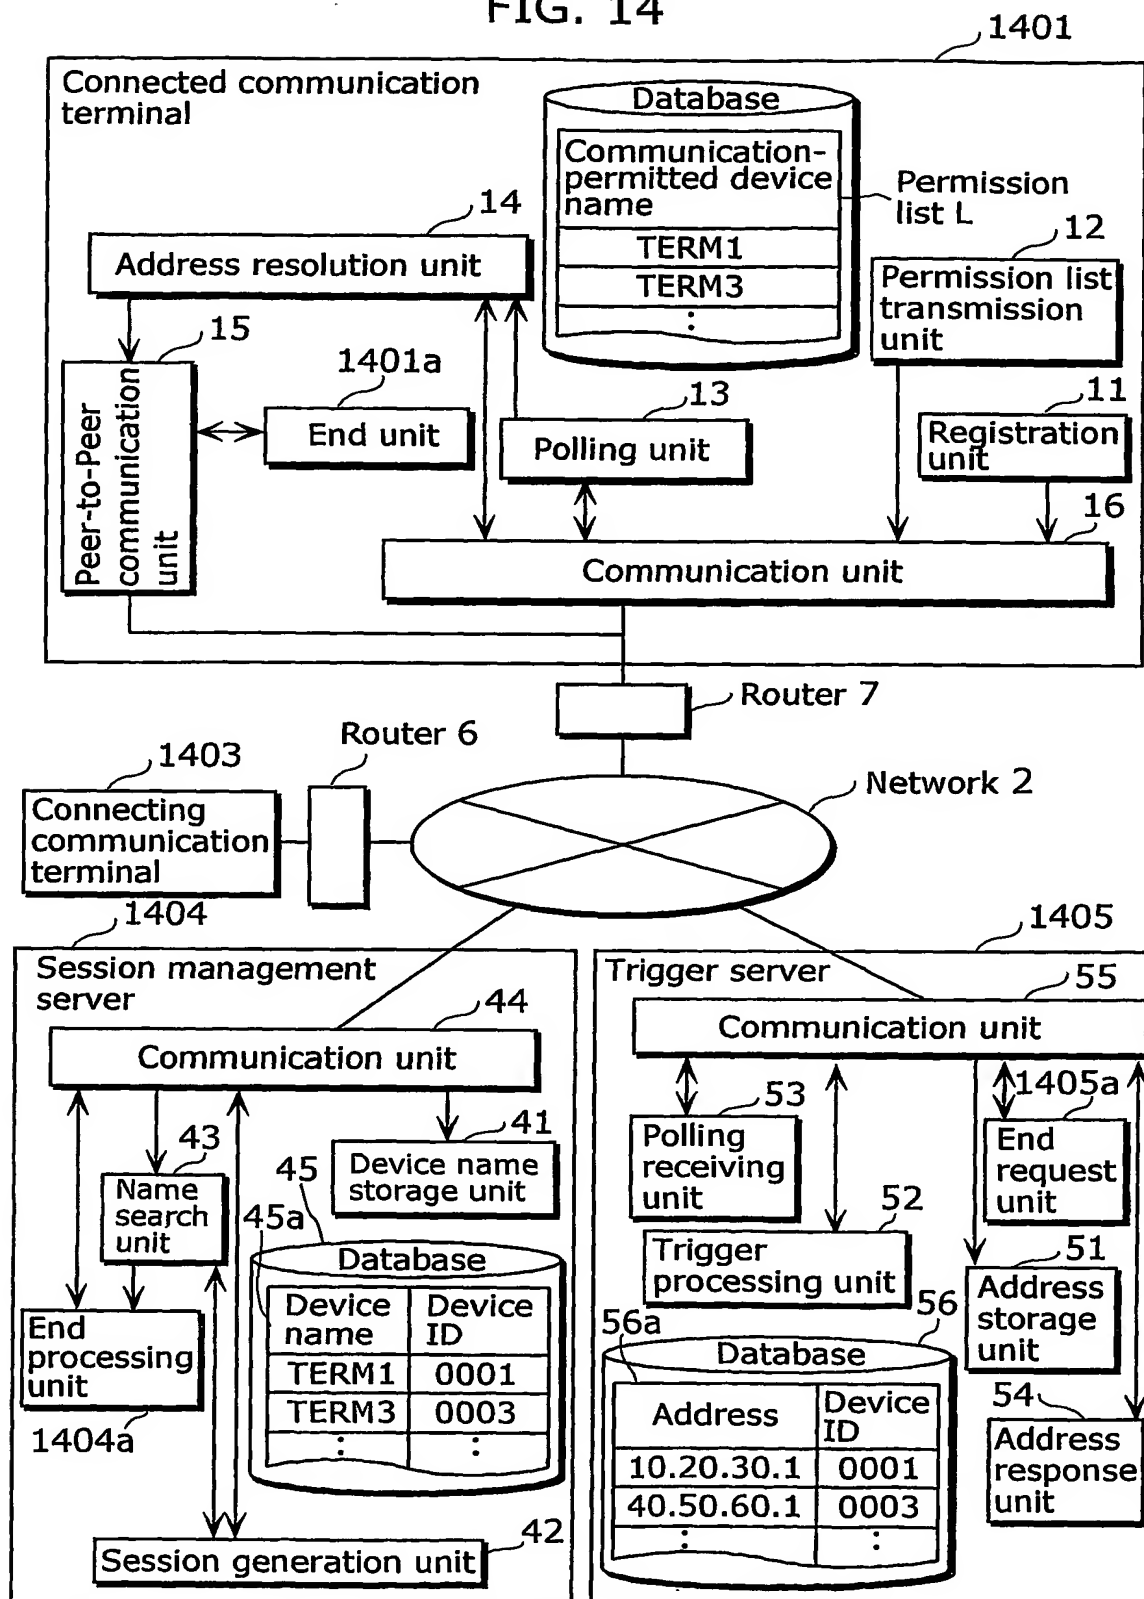 FIG. 14
1401
Connected communication
terminal
Database
Communication-
permitted device
name
TERM1
TERM3
:
Permission
list L
14
Address resolution unit
12
Permission list
transmission
unit
15
Peer-to-Peer
communication
unit
1401a
End unit
13
Polling unit
11
Registration
unit
16
Communication unit
Router 7
Router 6
1403
Connecting
communication
terminal
Network 2
1404
Session management
server
44
Communication unit
43
Name
search
unit
41
Device name
storage unit
45
45a
Database
Device
name
Device
ID
TERM1
0001
TERM3
0003
:
:
End
processing
unit
1404a
42
Session generation unit
1405
Trigger server
55
Communication unit
53
Polling
receiving
unit
1405a
End
request
unit
52
Trigger
processing unit
51
Address
storage
unit
56
56a
Database
Address
Device
ID
10.20.30.1
0001
40.50.60.1
0003
:
:
54
Address
response
unit